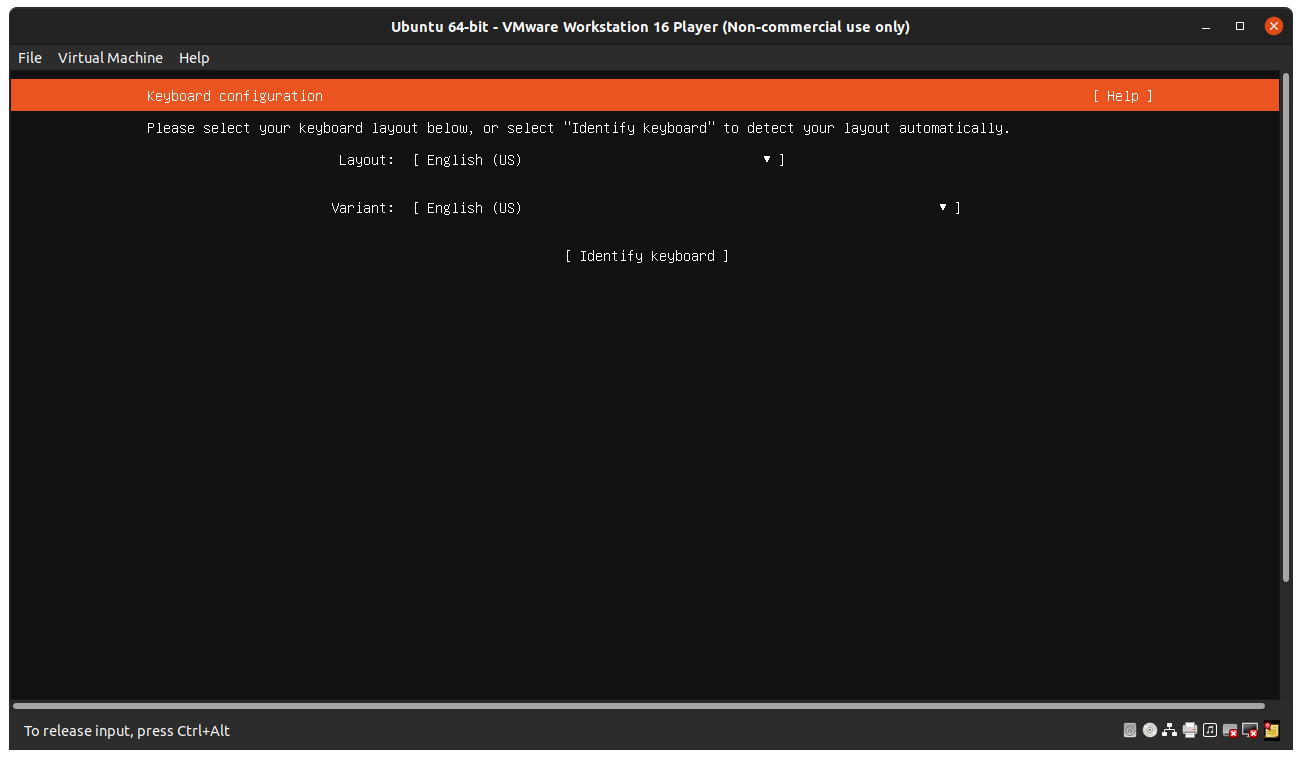 Ubuntu 64-bit - VMware Workstation 16 Player (Non-commercial use only)
File Virtual Machine Help
Keyboard configuration [ Help ]
Please select your keyboard layout below, or select "Identify keyboard" to detect your layout automatically.
Layout: [ English (US) ▾ ]
Variant: [ English (US) ▾ ]
[ Identify keyboard ]
To release input, press Ctrl+Alt